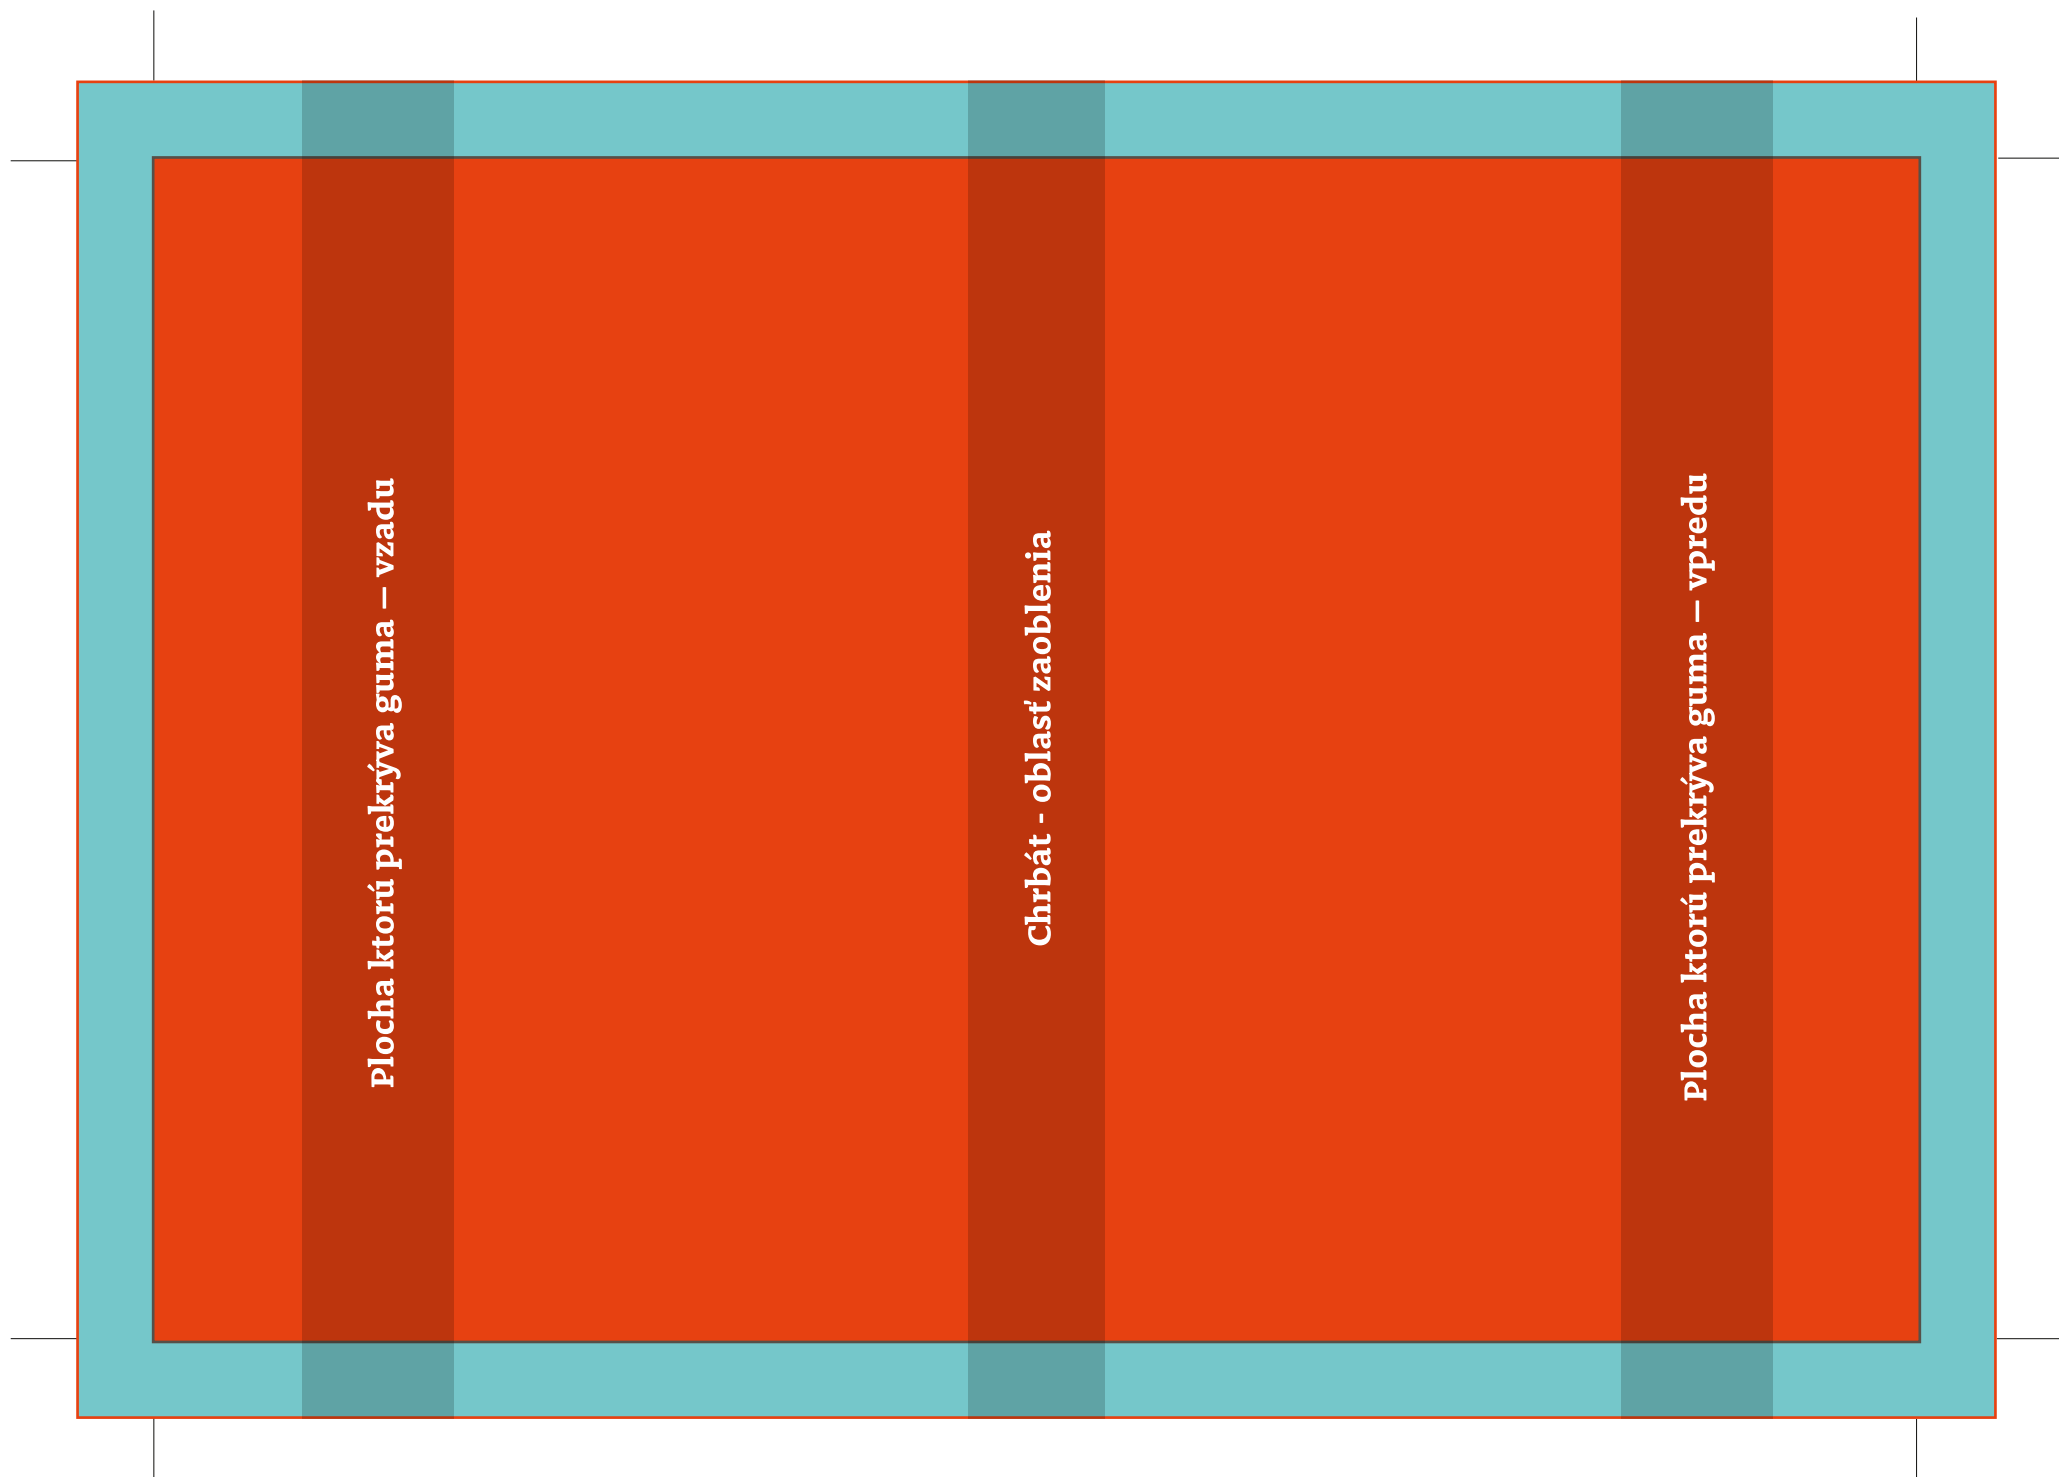 Plocha ktorú prekrýva guma – vzadu
Chrbát - oblasť zaoblenia
Plocha ktorú prekrýva guma – vpredu